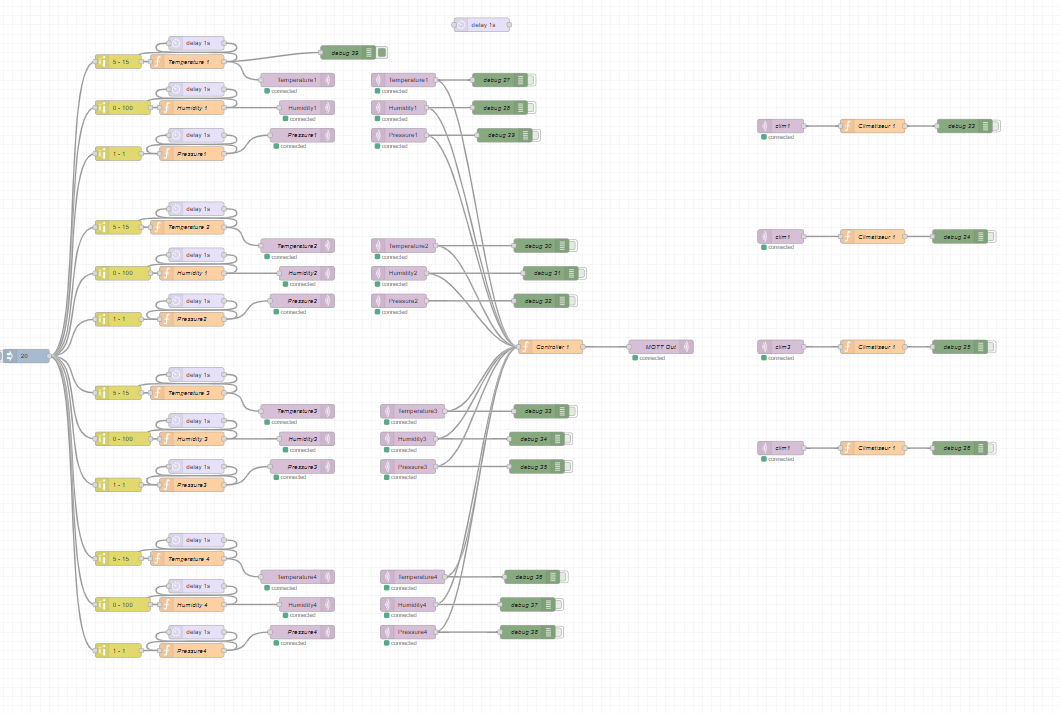 delay 1s
delay 1s
debug 39
5 - 15
Temperature 1
Temperature1
connected
Temperature1
connected
debug 27
delay 1s
0 - 100
Humidity 1
Humidity1
connected
Humidity1
connected
debug 28
delay 1s
Pressure1
connected
Pressure1
connected
debug 29
1 - 1
Pressure1
clim1
connected
Climatiseur 1
debug 23
delay 1s
5 - 15
Temperature 2
Temperature2
connected
Temperature2
connected
debug 30
clim1
connected
Climatiseur 1
debug 24
delay 1s
0 - 100
Humidity 1
Humidity2
connected
Humidity2
connected
debug 31
delay 1s
Pressure2
connected
Pressure2
connected
debug 32
1 - 1
Pressure2
20
Controller 1
MQTT Out
connected
clim3
connected
Climatiseur 1
debug 25
delay 1s
5 - 15
Temperature 3
Temperature3
connected
Temperature3
connected
debug 33
delay 1s
0 - 100
Humidity 3
Humidity3
connected
Humidity3
connected
debug 34
clim1
connected
Climatiseur 1
debug 26
delay 1s
Pressure3
connected
Pressure3
connected
debug 35
1 - 1
Pressure3
delay 1s
5 - 15
Temperature 4
Temperature4
connected
Temperature4
connected
debug 36
delay 1s
0 - 100
Humidity 4
Humidity4
connected
Humidity4
connected
debug 37
delay 1s
Pressure4
connected
Pressure4
connected
debug 38
1 - 1
Pressure4